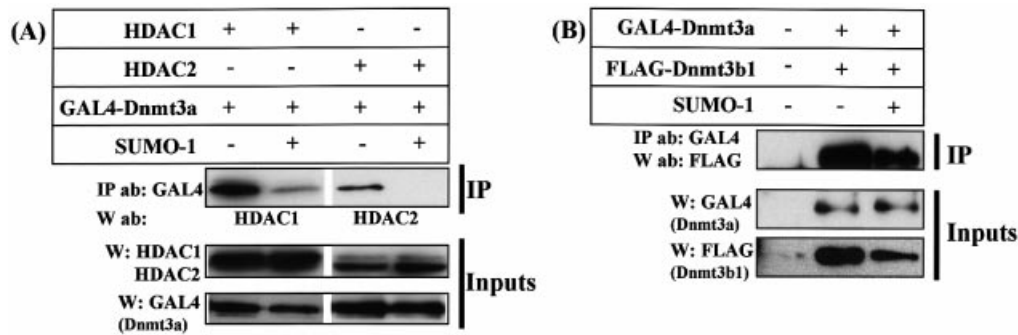 (A)
HDAC1 + + - -
HDAC2 - - + +
GAL4-Dnmt3a + + + +
SUMO-1 - + - +
IP ab: GAL4
IP
W ab: HDAC1 HDAC2
W: HDAC1
HDAC2
Inputs
W: GAL4
(Dnmt3a)
(B)
GAL4-Dnmt3a - + +
FLAG-Dnmt3b1 - + +
SUMO-1 - - +
IP ab: GAL4
W ab: FLAG
IP
W: GAL4
(Dnmt3a)
Inputs
W: FLAG
(Dnmt3b1)